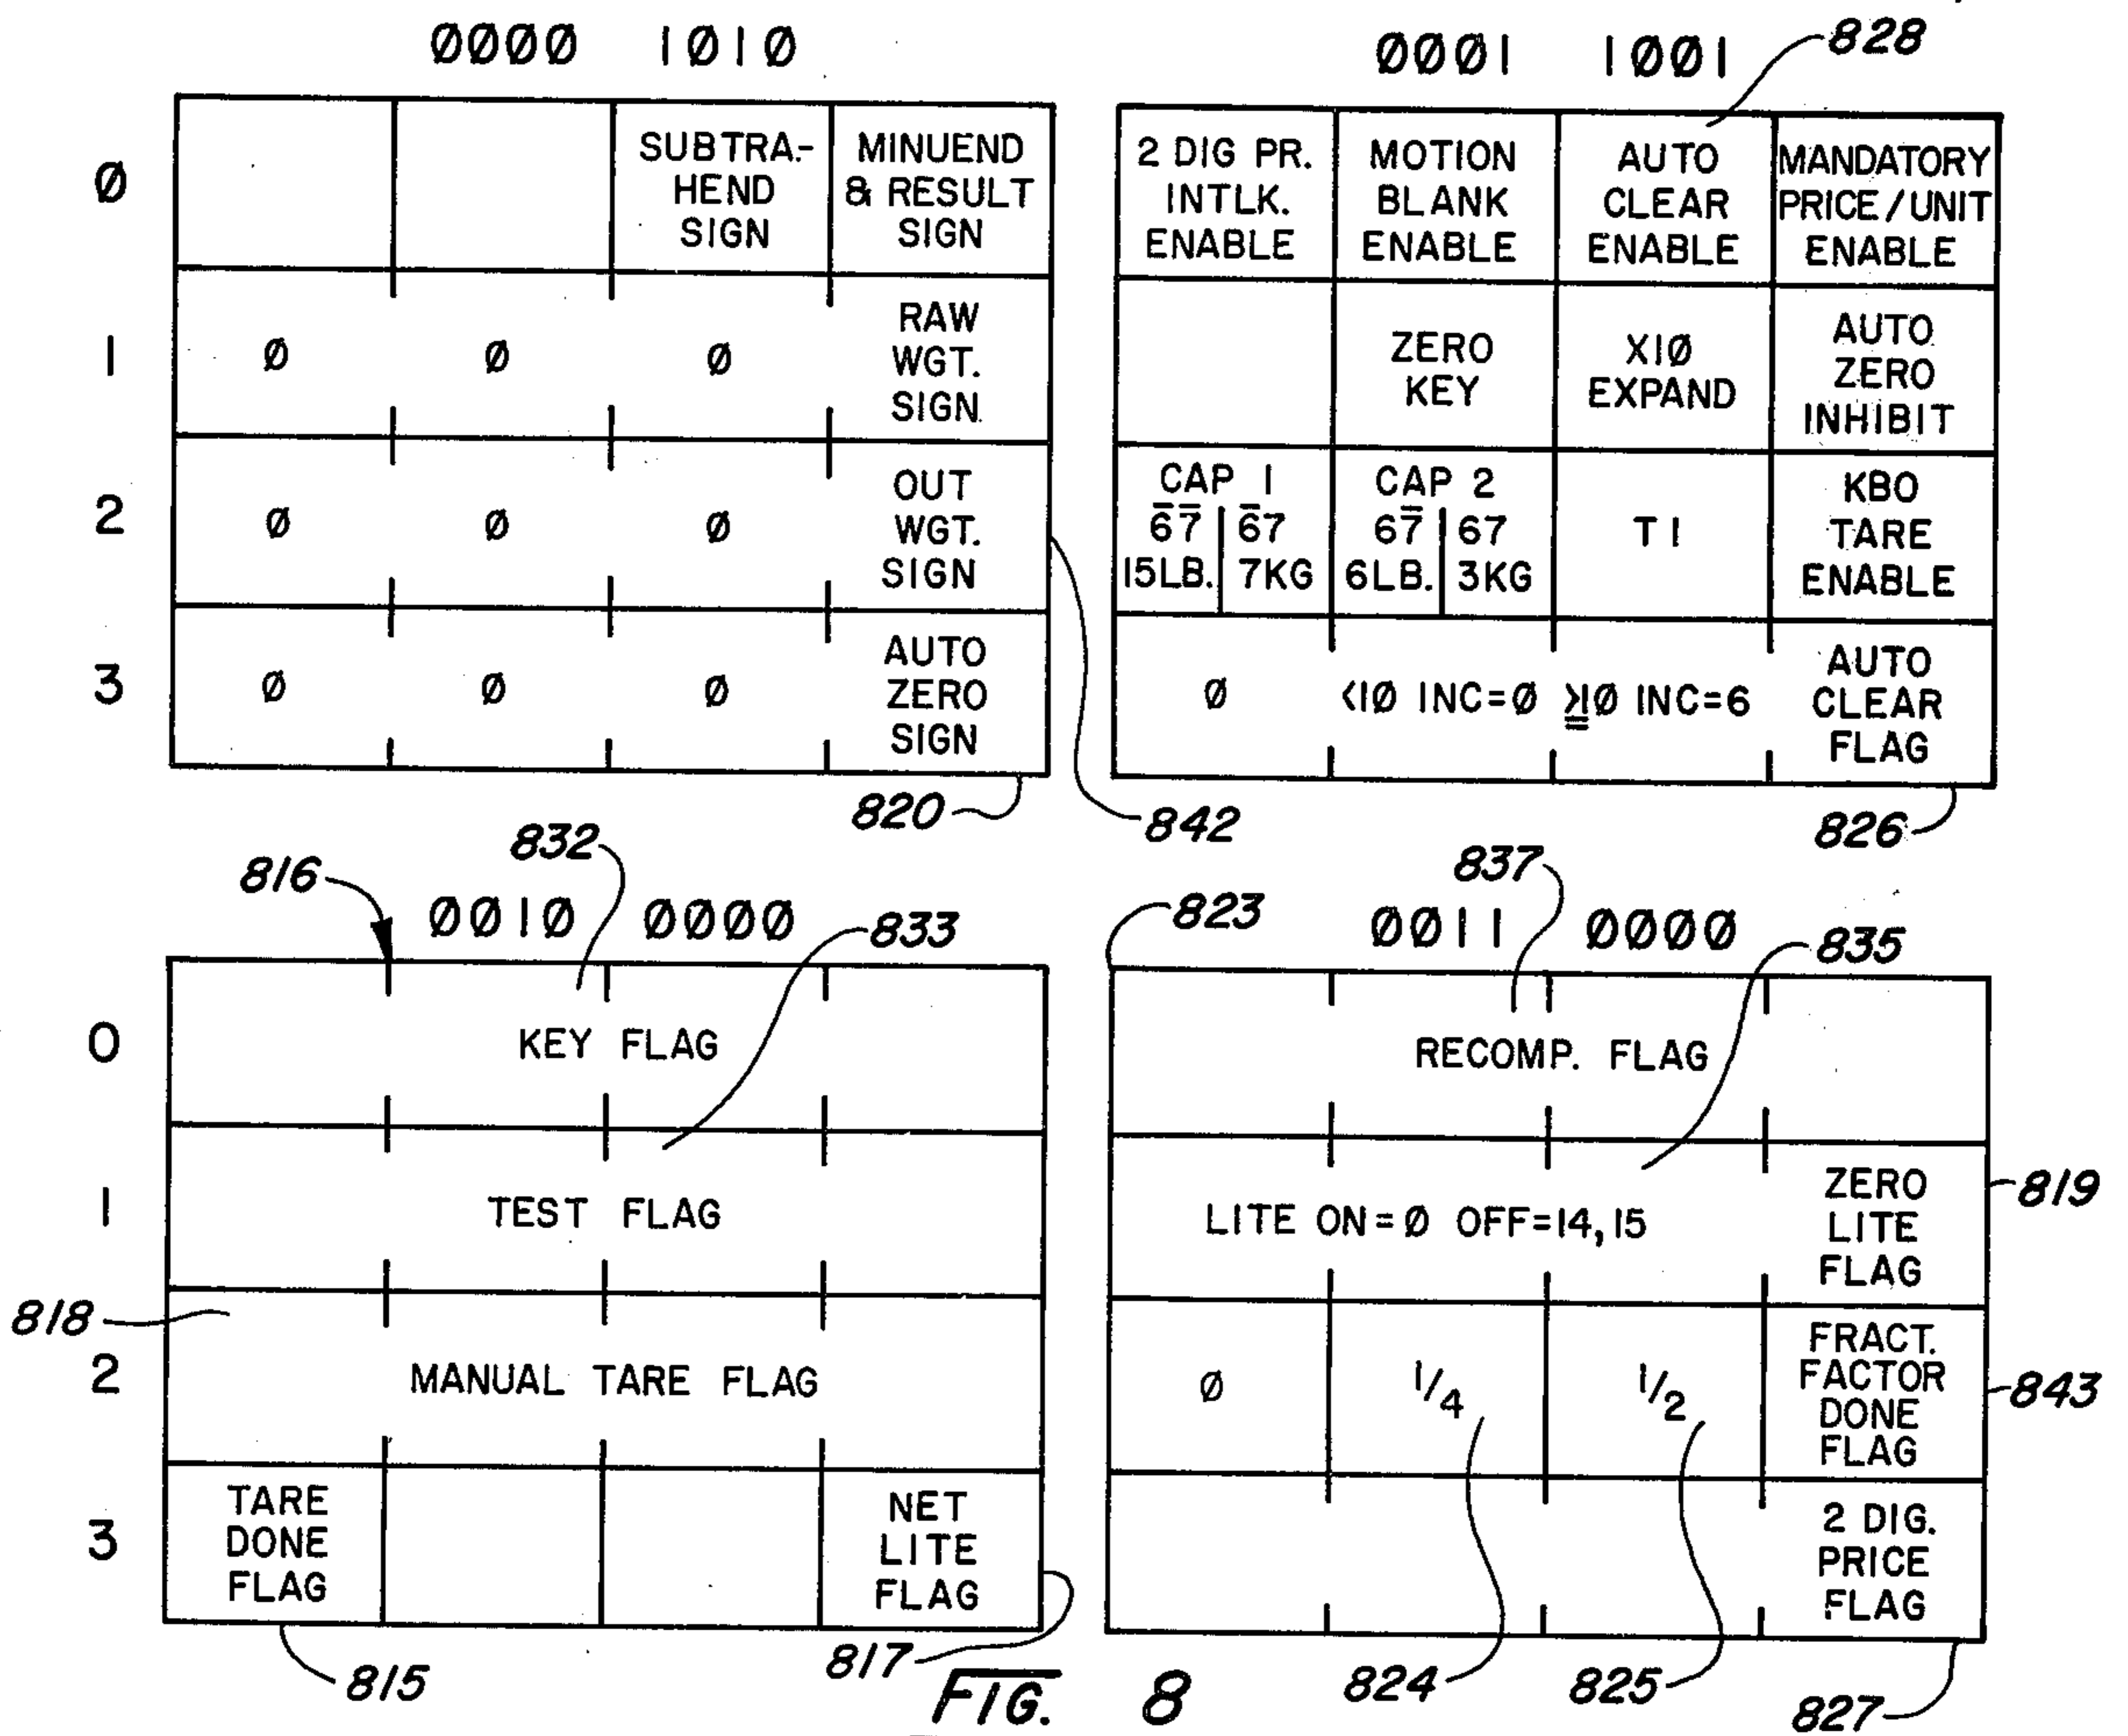 0000 1010
Ø
SUBTRA.-
HEND
SIGN
MINUEND
& RESULT
SIGN
1
Ø
Ø
Ø
RAW
WGT.
SIGN.
2
Ø
Ø
Ø
OUT
WGT.
SIGN
3
Ø
Ø
Ø
AUTO
ZERO
SIGN
820
842
ØØØ1 1ØØ1
828
2 DIG PR.
INTLK.
ENABLE
MOTION
BLANK
ENABLE
AUTO
CLEAR
ENABLE
MANDATORY
PRICE/UNIT
ENABLE
ZERO
KEY
X1Ø
EXPAND
AUTO
ZERO
INHIBIT
CAP 1
6̅7̅ 6̅7
15LB. 7KG
CAP 2
67̅ 67
6LB. 3KG
T1
KBO
TARE
ENABLE
Ø
<1Ø INC=Ø ≧1Ø INC=6
AUTO
CLEAR
FLAG
826
816
832
ØØ1Ø ØØØØ
833
0
KEY FLAG
1
TEST FLAG
818
2
MANUAL TARE FLAG
3
TARE
DONE
FLAG
NET
LITE
FLAG
815
817
823
837
ØØ11 ØØØØ
835
RECOMP. FLAG
LITE ON=Ø OFF=14,15
ZERO
LITE
FLAG
819
Ø
1/4
1/2
FRACT.
FACTOR
DONE
FLAG
843
2 DIG.
PRICE
FLAG
824
825
827
FIG. 8